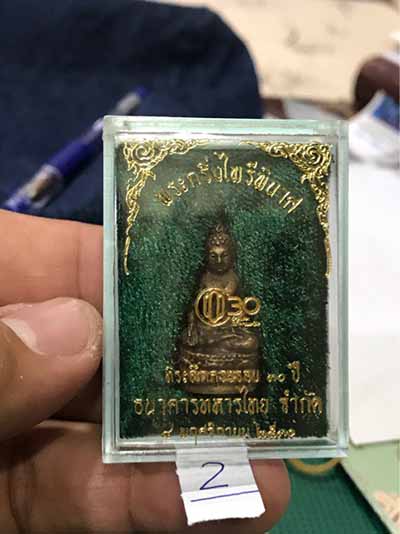 พระกริ่งไพรีพินาศ
๓๐
ที่ระลึกครบรอบ ๓๐ ปี
ธนาคารทหารไทย จำกัด
๘ พฤศจิกายน ๒๕๓๐
2